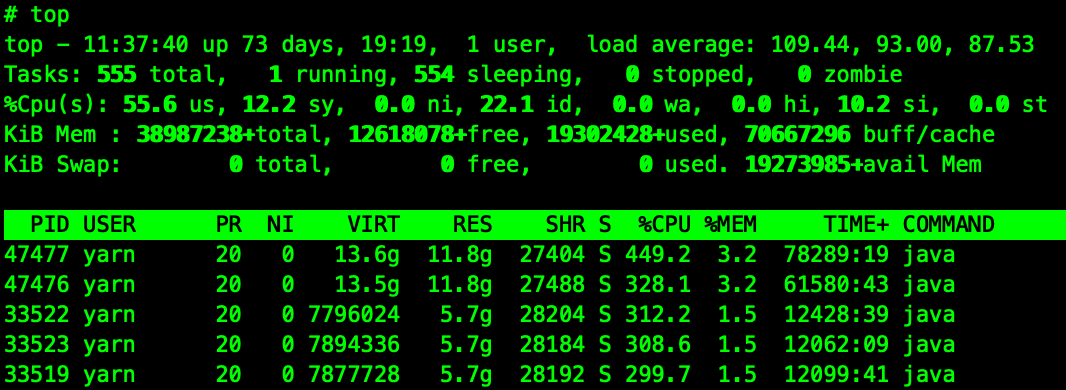 # top
top - 11:37:40 up 73 days, 19:19,  1 user,  load average: 109.44, 93.00, 87.53
Tasks: 555 total,   1 running, 554 sleeping,   0 stopped,   0 zombie
%Cpu(s): 55.6 us, 12.2 sy,  0.0 ni, 22.1 id,  0.0 wa,  0.0 hi, 10.2 si,  0.0 st
KiB Mem : 38987238+total, 12618078+free, 19302428+used, 70667296 buff/cache
KiB Swap:        0 total,        0 free,        0 used. 19273985+avail Mem
  PID USER      PR  NI    VIRT    RES    SHR S  %CPU %MEM     TIME+ COMMAND
47477 yarn      20   0   13.6g  11.8g  27404 S 449.2  3.2  78289:19 java
47476 yarn      20   0   13.5g  11.8g  27488 S 328.1  3.2  61580:43 java
33522 yarn      20   0 7796024   5.7g  28204 S 312.2  1.5  12428:39 java
33523 yarn      20   0 7894336   5.7g  28184 S 308.6  1.5  12062:09 java
33519 yarn      20   0 7877728   5.7g  28192 S 299.7  1.5  12099:41 java